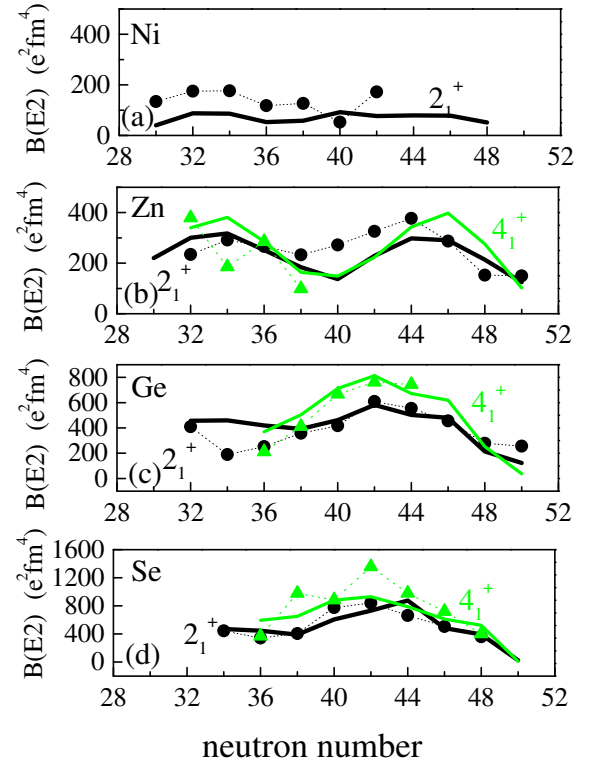 B(E2) (e²fm⁴)
400
200
0
Ni
2₁⁺
(a)
28 32 36 40 44 48 52
B(E2) (e²fm⁴)
400
200
0
Zn
4₁⁺
(b) 2₁⁺
28 32 36 40 44 48 52
B(E2) (e²fm⁴)
800
600
400
200
0
Ge
4₁⁺
(c) 2₁⁺
28 32 36 40 44 48 52
B(E2) (e²fm⁴)
1600
1200
800
400
0
Se
4₁⁺
2₁⁺
(d)
28 32 36 40 44 48 52
neutron number